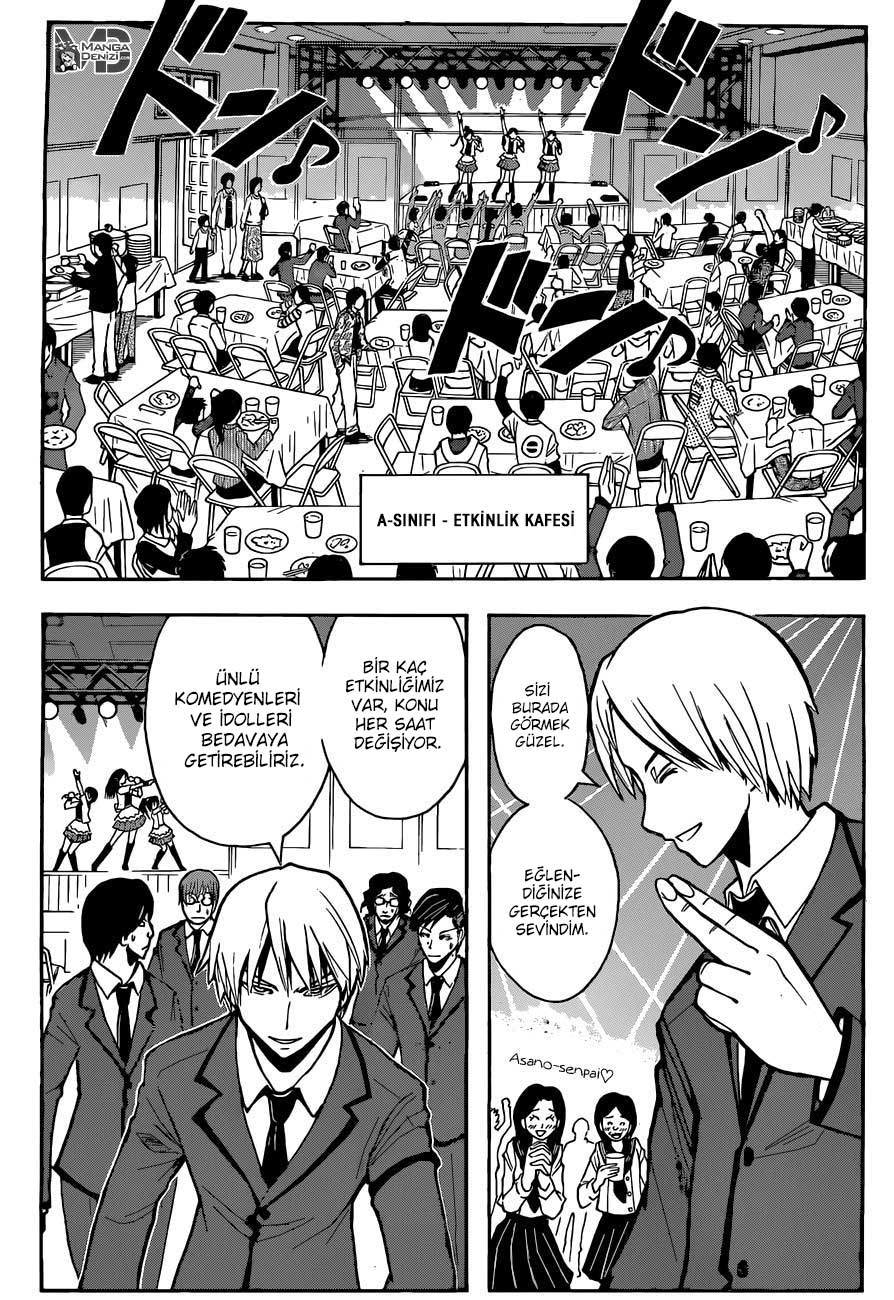 MANGA
DENİZİ
ドン♪
ドン♪
ドン♪
A-SINIFI - ETKİNLİK KAFESİ
SİZİ
BURADA
GÖRMEK
GÜZEL.
EĞLEN-
DİĞİNİZE
GERÇEKTEN
SEVİNDİM.
Asano-senpai♡
BİR KAÇ
ETKİNLİĞİMİZ
VAR, KONU
HER SAAT
DEĞİŞİYOR.
ÜNLÜ
KOMEDYENLERİ
VE İDOLLERİ
BEDAVAYA
GETİREBİLİRİZ.